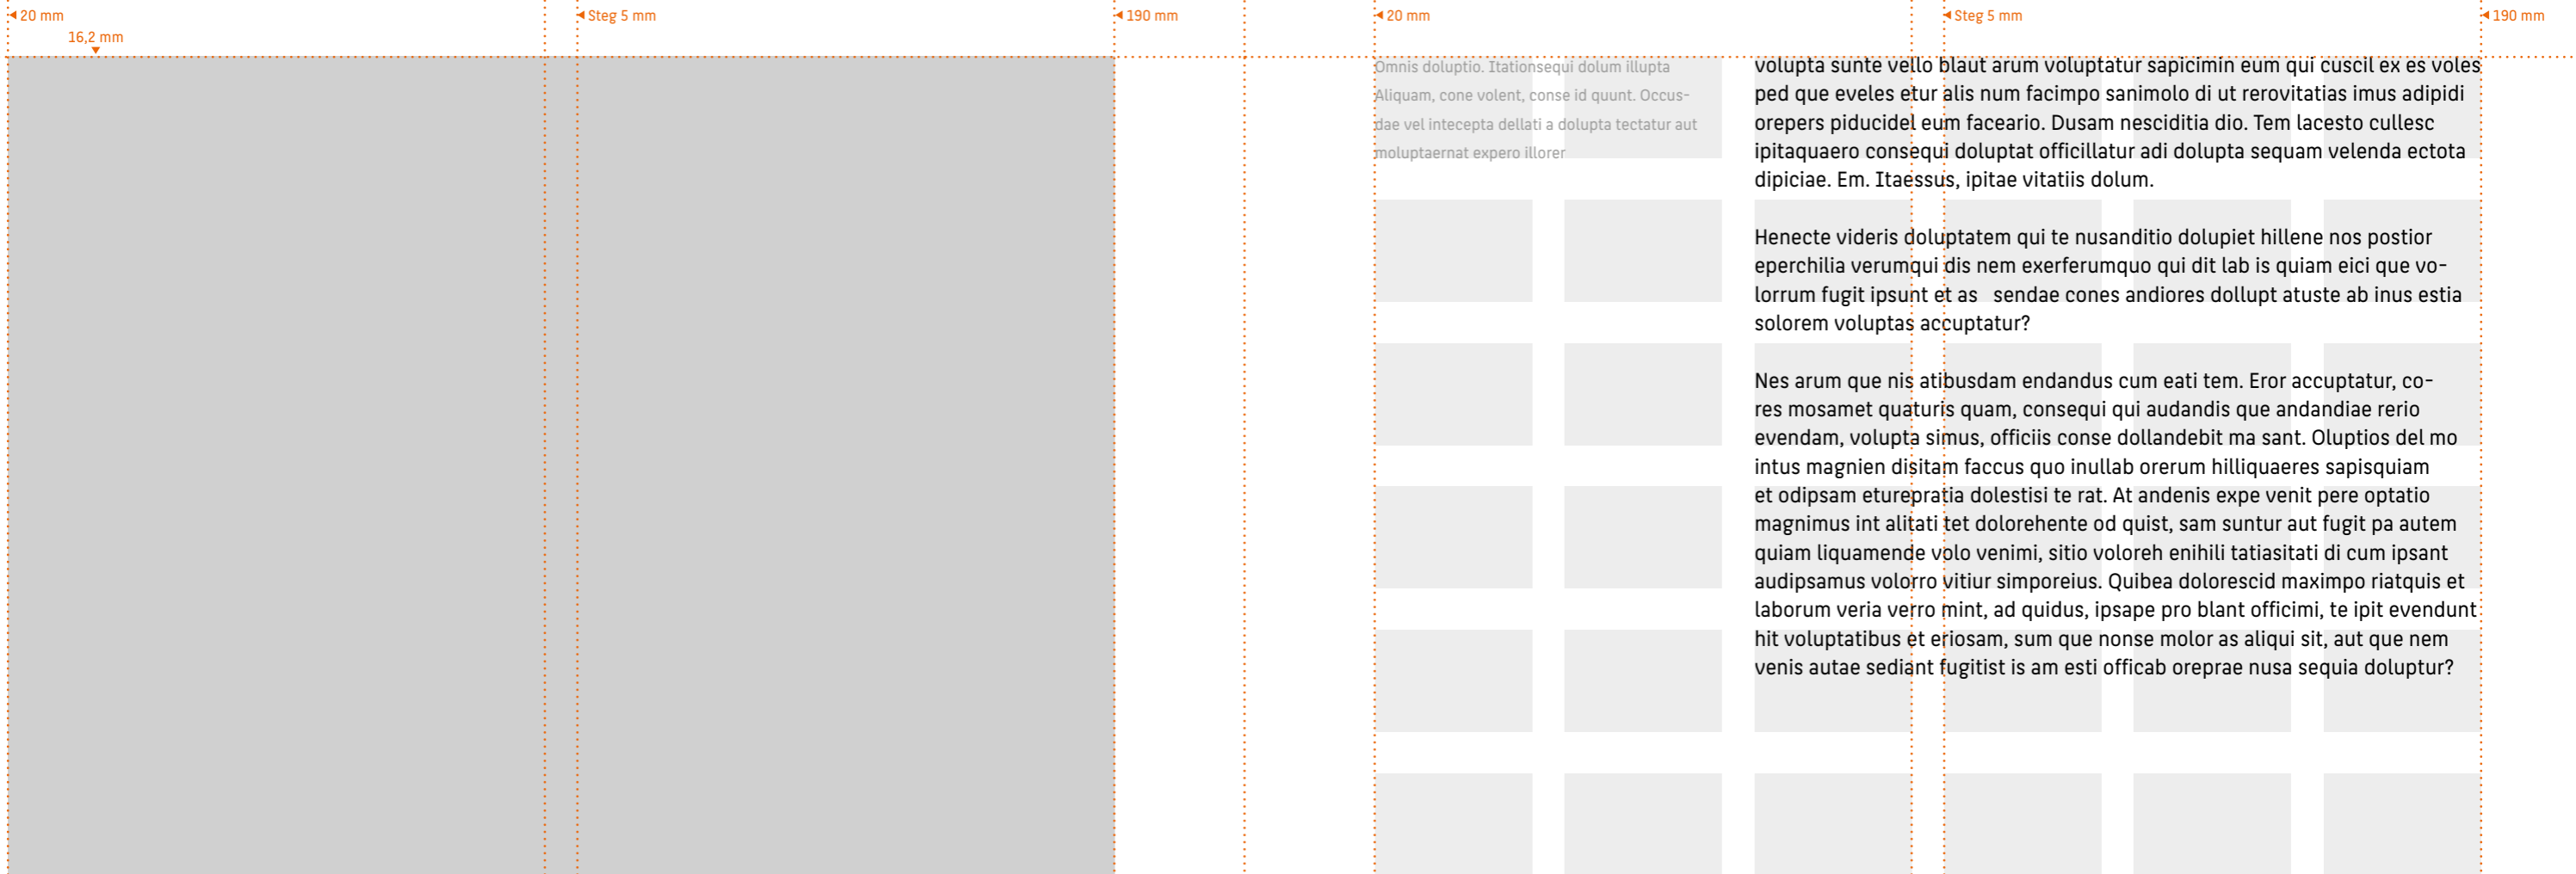 20 mm
Steg 5 mm
190 mm
20 mm
Steg 5 mm
190 mm
16,2 mm
Omnis doluptio. Itationsequi dolum illupta
Aliquam, cone volent, conse id quunt. Occus-
dae vel intecepta dellati a dolupta tectatur aut
moluptaernat expero illorer
volupta sunte vello blaut arum voluptatur sapicimin eum qui cuscil ex es voles
ped que eveles etur alis num facimpo sanimolo di ut rerovitatias imus adipidi
orepers piducidel eum faceario. Dusam nesciditia dio. Tem lacesto cullesc
ipitaquaero consequi doluptat officillatur adi dolupta sequam velenda ectota
dipiciae. Em. Itaessus, ipitae vitatiis dolum.
Henecte videris doluptatem qui te nusanditio dolupiet hillene nos postior
eperchilia verumqui dis nem exerferumquo qui dit lab is quiam eici que vo-
lorrum fugit ipsunt et as   sendae cones andiores dollupt atuste ab inus estia
solorem voluptas accuptatur?
Nes arum que nis atibusdam endandus cum eati tem. Eror accuptatur, co-
res mosamet quaturis quam, consequi qui audandis que andandiae rerio
evendam, volupta simus, officiis conse dollandebit ma sant. Oluptios del mo
intus magnien disitam faccus quo inullab orerum hilliquaeres sapisquiam
et odipsam eturepratia dolestisi te rat. At andenis expe venit pere optatio
magnimus int alitati tet dolorehente od quist, sam suntur aut fugit pa autem
quiam liquamende volo venimi, sitio voloreh enihili tatiasitati di cum ipsant
audipsamus volorro vitiur simporeius. Quibea dolorescid maximpo riatquis et
laborum veria verro mint, ad quidus, ipsape pro blant officimi, te ipit evendunt
hit voluptatibus et eriosam, sum que nonse molor as aliqui sit, aut que nem
venis autae sediant fugitist is am esti officab oreprae nusa sequia doluptur?